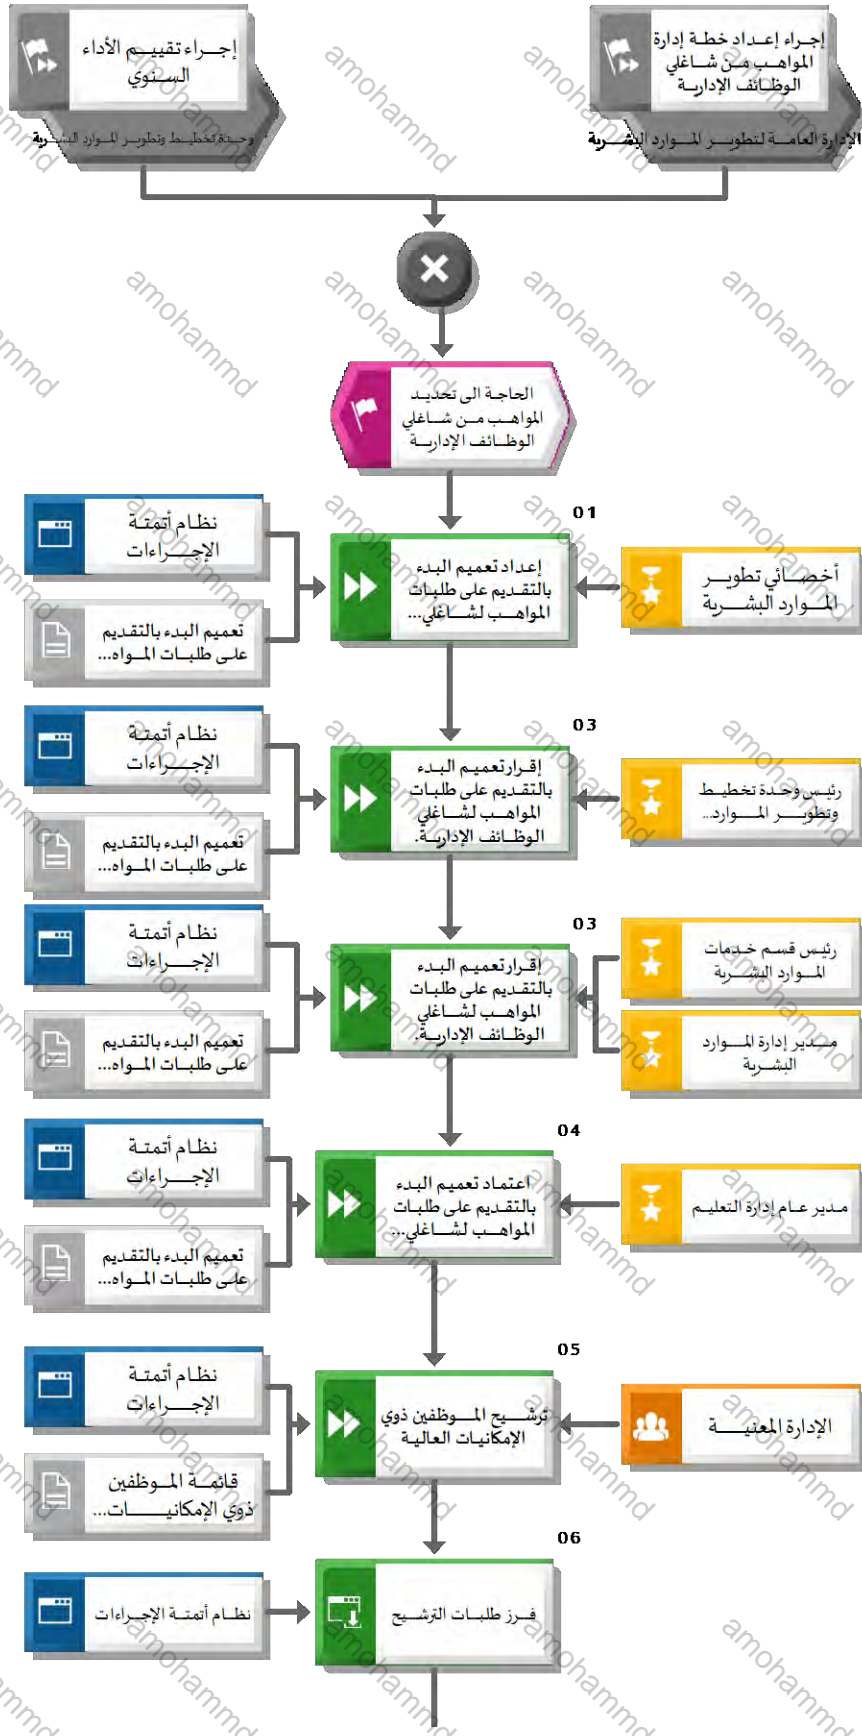 إجراء إعداد خطة إدارة
المواهب من شاغلي
الوظائف الإدارية
الإدارة العامة لتطوير الموارد البشرية
إجراء تقييم الأداء
السنوي
وحدة تخطيط وتطوير الموارد البشرية
الحاجة الى تحديد
المواهب من شاغلي
الوظائف الإدارية
01
أخصائي تطوير
الموارد البشرية
إعداد تعميم البدء
بالتقديم على طلبات
المواهب لشاغلي...
نظام أتمتة
الإجراءات
تعميم البدء بالتقديم
على طلبات المواه...
03
رئيس وحدة تخطيط
وتطوير الموارد...
إقرار تعميم البدء
بالتقديم على طلبات
المواهب لشاغلي
الوظائف الإدارية.
نظام أتمتة
الإجراءات
تعميم البدء بالتقديم
على طلبات المواه...
03
رئيس قسم خدمات
الموارد البشرية
مدير إدارة الموارد
البشرية
إقرار تعميم البدء
بالتقديم على طلبات
المواهب لشاغلي
الوظائف الإدارية.
نظام أتمتة
الإجراءات
تعميم البدء بالتقديم
على طلبات المواه...
04
مدير عام إدارة التعليم
اعتماد تعميم البدء
بالتقديم على طلبات
المواهب لشاغلي...
نظام أتمتة
الإجراءات
تعميم البدء بالتقديم
على طلبات المواه...
05
الإدارة المعنية
ترشيح الموظفين ذوي
الإمكانيات العالية
نظام أتمتة
الإجراءات
قائمة الموظفين
ذوي الإمكانيات...
06
فرز طلبات الترشيح
نظام أتمتة الإجراءات
amohammd